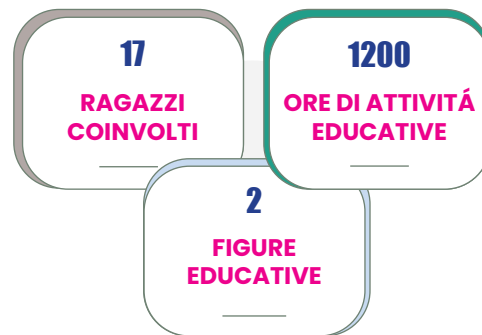 17
RAGAZZI
COINVOLTI
1200
ORE DI ATTIVITÁ
EDUCATIVE
2
FIGURE
EDUCATIVE